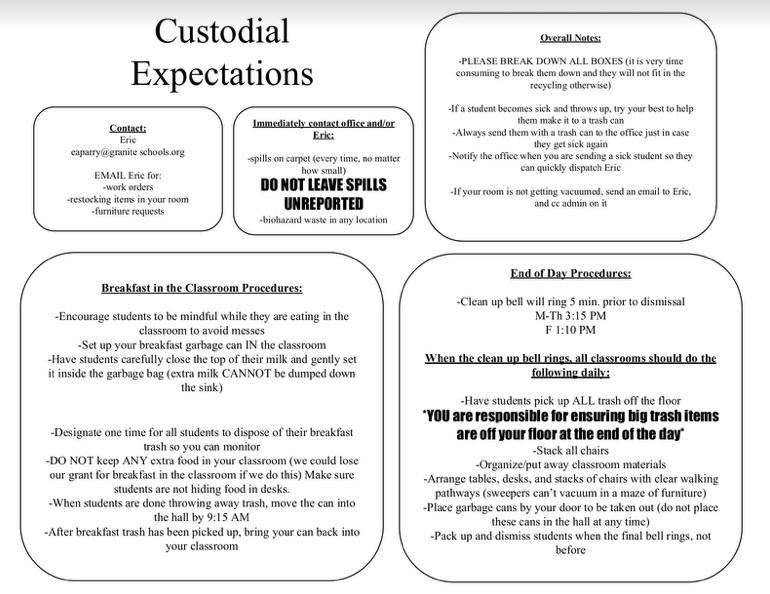 Custodial
Expectations
Contact:
Eric
eaparry@granite schools.org
EMAIL Eric for:
-work orders
-restocking items in your room
-furniture requests
Immediately contact office and/or
Eric:
-spills on carpet (every time, no matter
how small)
DO NOT LEAVE SPILLS
UNREPORTED
-biohazard waste in any location
Overall Notes:
-PLEASE BREAK DOWN ALL BOXES (it is very time
consuming to break them down and they will not fit in the
recycling otherwise)
-If a student becomes sick and throws up, try your best to help
them make it to a trash can
-Always send them with a trash can to the office just in case
they get sick again
-Notify the office when you are sending a sick student so they
can quickly dispatch Eric
-If your room is not getting vacuumed, send an email to Eric,
and cc admin on it
Breakfast in the Classroom Procedures:
-Encourage students to be mindful while they are eating in the
classroom to avoid messes
-Set up your breakfast garbage can IN the classroom
-Have students carefully close the top of their milk and gently set
it inside the garbage bag (extra milk CANNOT be dumped down
the sink)
-Designate one time for all students to dispose of their breakfast
trash so you can monitor
-DO NOT keep ANY extra food in your classroom (we could lose
our grant for breakfast in the classroom if we do this) Make sure
students are not hiding food in desks.
-When students are done throwing away trash, move the can into
the hall by 9:15 AM
-After breakfast trash has been picked up, bring your can back into
your classroom
End of Day Procedures:
-Clean up bell will ring 5 min. prior to dismissal
M-Th 3:15 PM
F 1:10 PM
When the clean up bell rings, all classrooms should do the
following daily:
-Have students pick up ALL trash off the floor
*YOU are responsible for ensuring big trash items
are off your floor at the end of the day*
-Stack all chairs
-Organize/put away classroom materials
-Arrange tables, desks, and stacks of chairs with clear walking
pathways (sweepers can't vacuum in a maze of furniture)
-Place garbage cans by your door to be taken out (do not place
these cans in the hall at any time)
-Pack up and dismiss students when the final bell rings, not
before